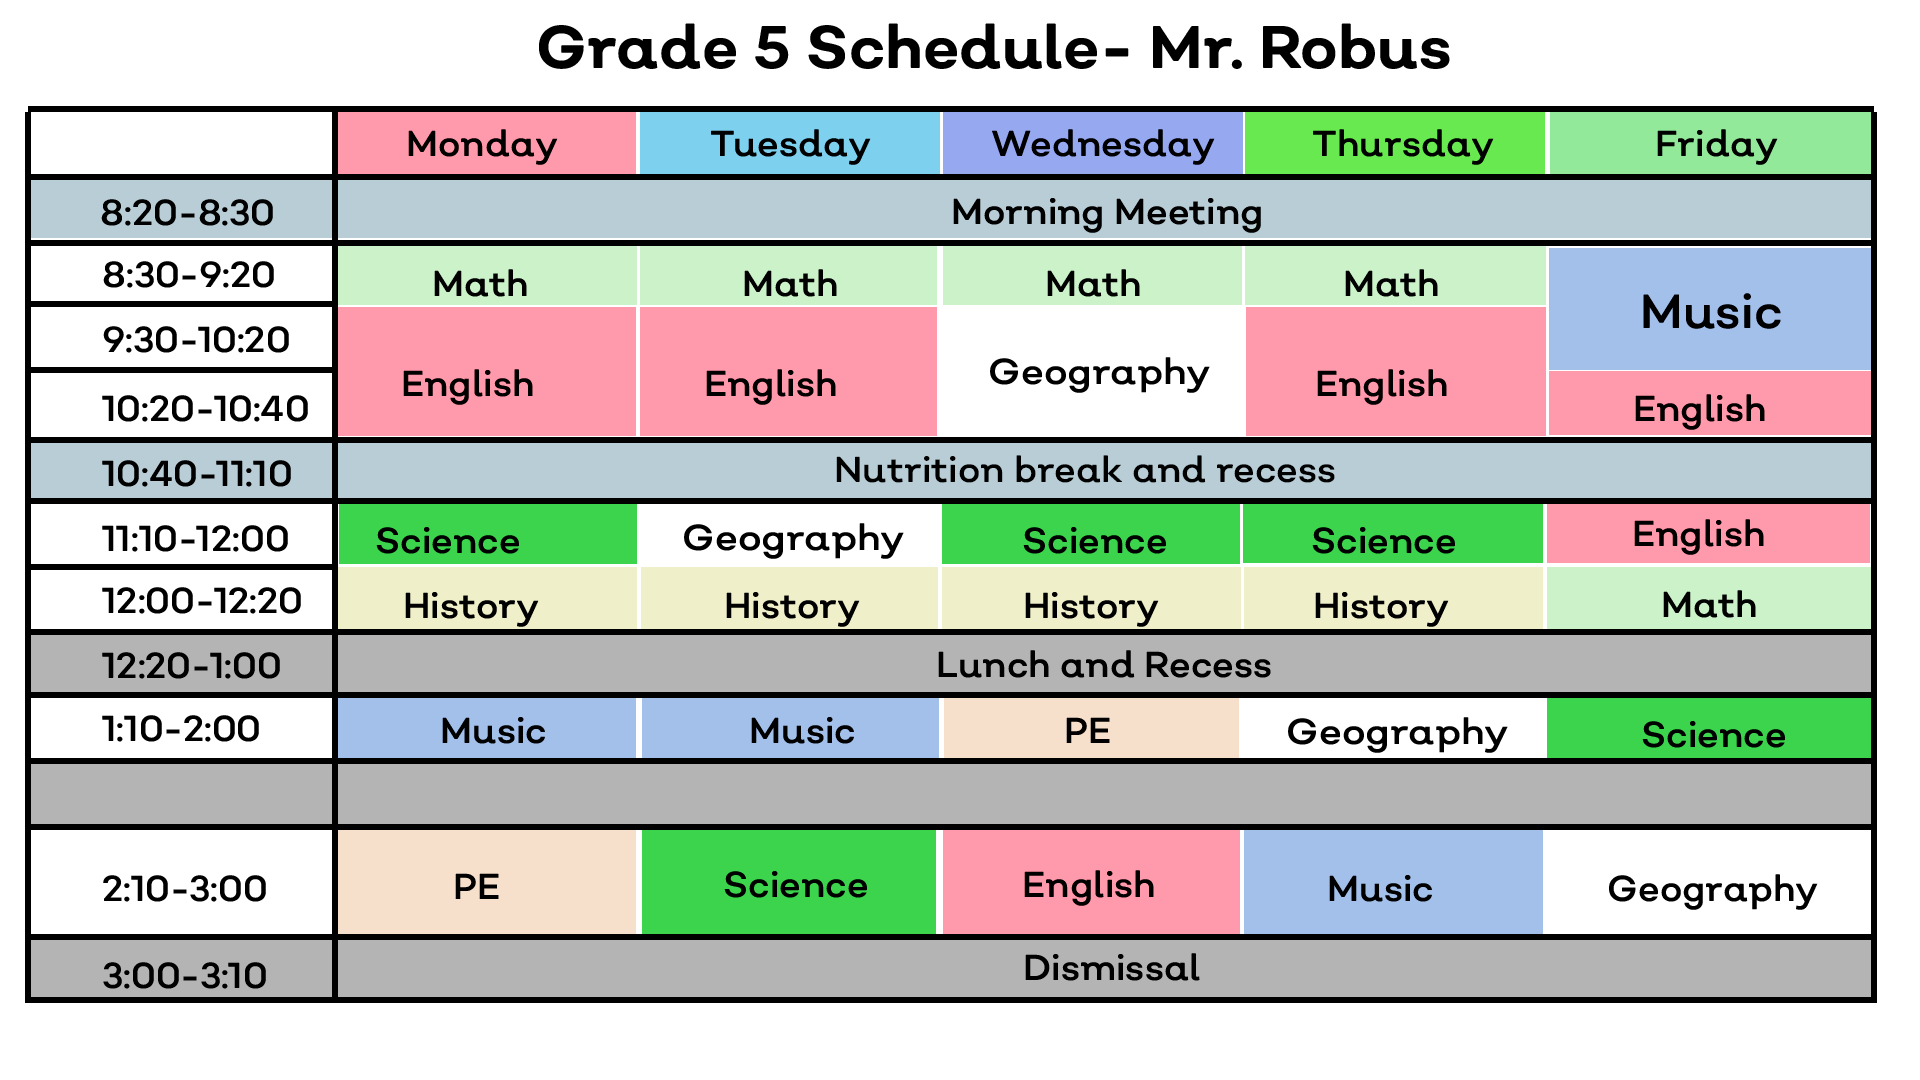 Grade 5 Schedule- Mr. Robus
Monday Tuesday Wednesday Thursday Friday
8:20-8:30 Morning Meeting
8:30-9:20 Math Math Math Math Music
9:30-10:20 English English Geography English
10:20-10:40 English
10:40-11:10 Nutrition break and recess
11:10-12:00 Science Geography Science Science English
12:00-12:20 History History History History Math
12:20-1:00 Lunch and Recess
1:10-2:00 Music Music PE Geography Science
2:10-3:00 PE Science English Music Geography
3:00-3:10 Dismissal